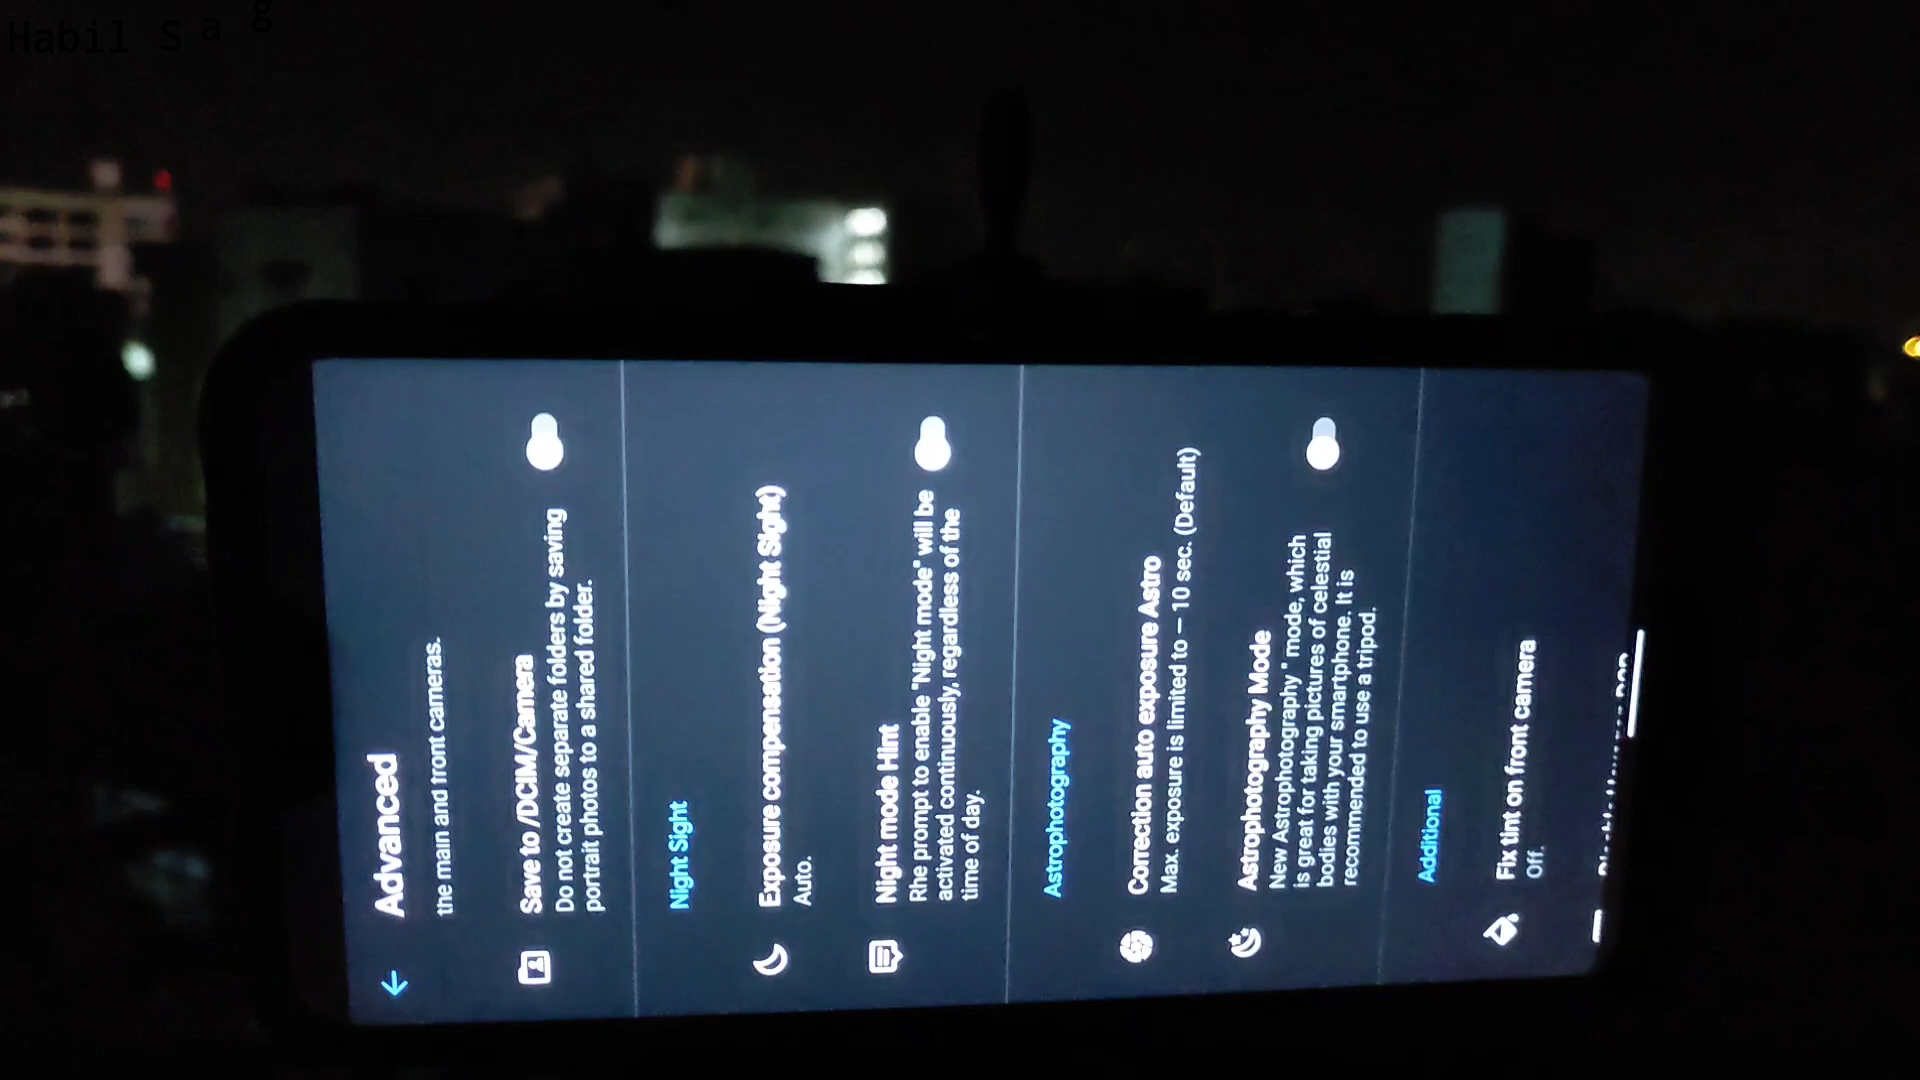 Habil S a g
Advanced
the main and front cameras.
Save to /DCIM/Camera
Do not create separate folders by saving
portrait photos to a shared folder.
Night Sight
Exposure compensation (Night Sight)
Auto.
Night mode Hint
Rhe prompt to enable "Night mode" will be
activated continuously, regardless of the
time of day.
Astrophotography
Correction auto exposure Astro
Max. exposure is limited to – 10 sec. (Default)
Astrophotography Mode
New Astrophotography " mode, which
is great for taking pictures of celestial
bodies with your smartphone. It is
recommended to use a tripod.
Additional
Fix tint on front camera
Off.